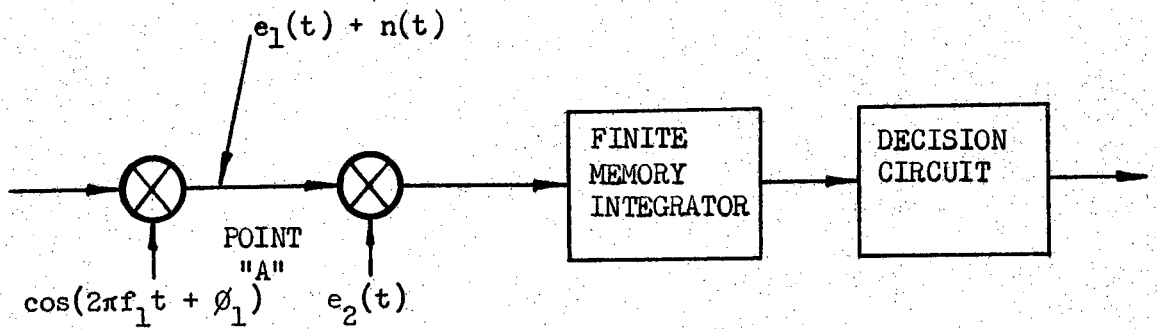 e₁(t) + n(t)
FINITE
MEMORY
INTEGRATOR
DECISION
CIRCUIT
POINT
"A"
cos(2πf₁t + Ø₁)
e₂(t)